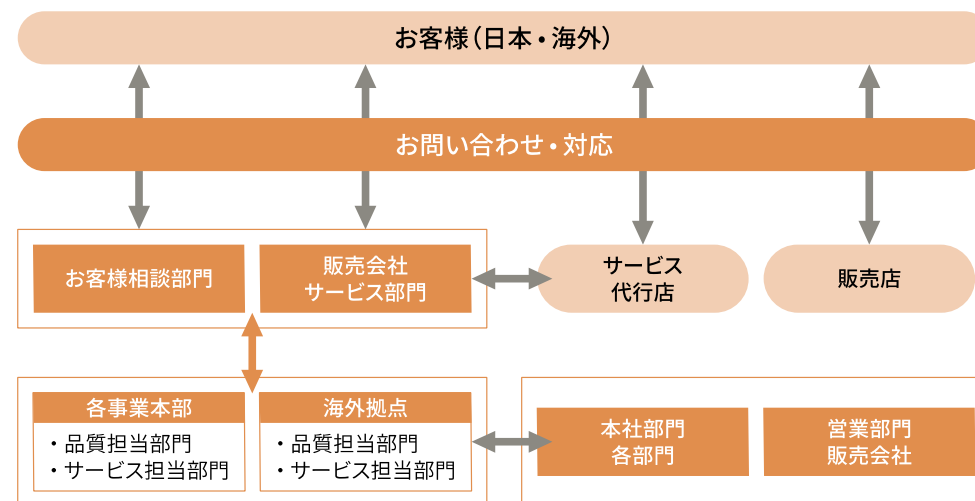 お客様(日本・海外)
お問い合わせ・対応
お客様相談部門
販売会社
サービス部門
サービス
代行店
販売店
各事業本部
・品質担当部門
・サービス担当部門
海外拠点
・品質担当部門
・サービス担当部門
本社部門
各部門
営業部門
販売会社